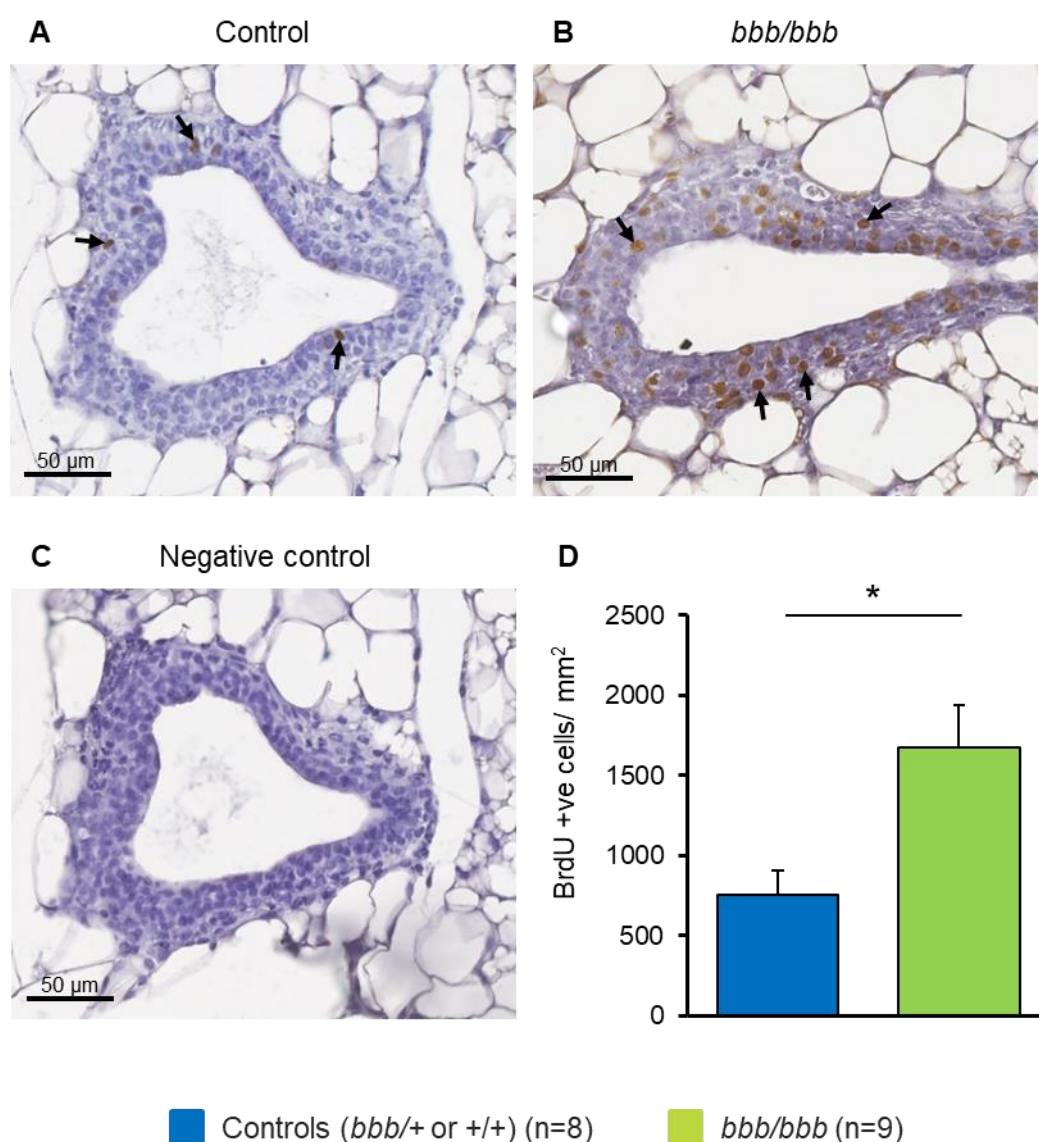 A Control
B bbb/bbb
50 µm
50 µm
C Negative control
D
*
2500
2000
1500
1000
500
0
BrdU +ve cells/ mm²
50 µm
Controls (bbb/+ or +/+) (n=8)
bbb/bbb (n=9)